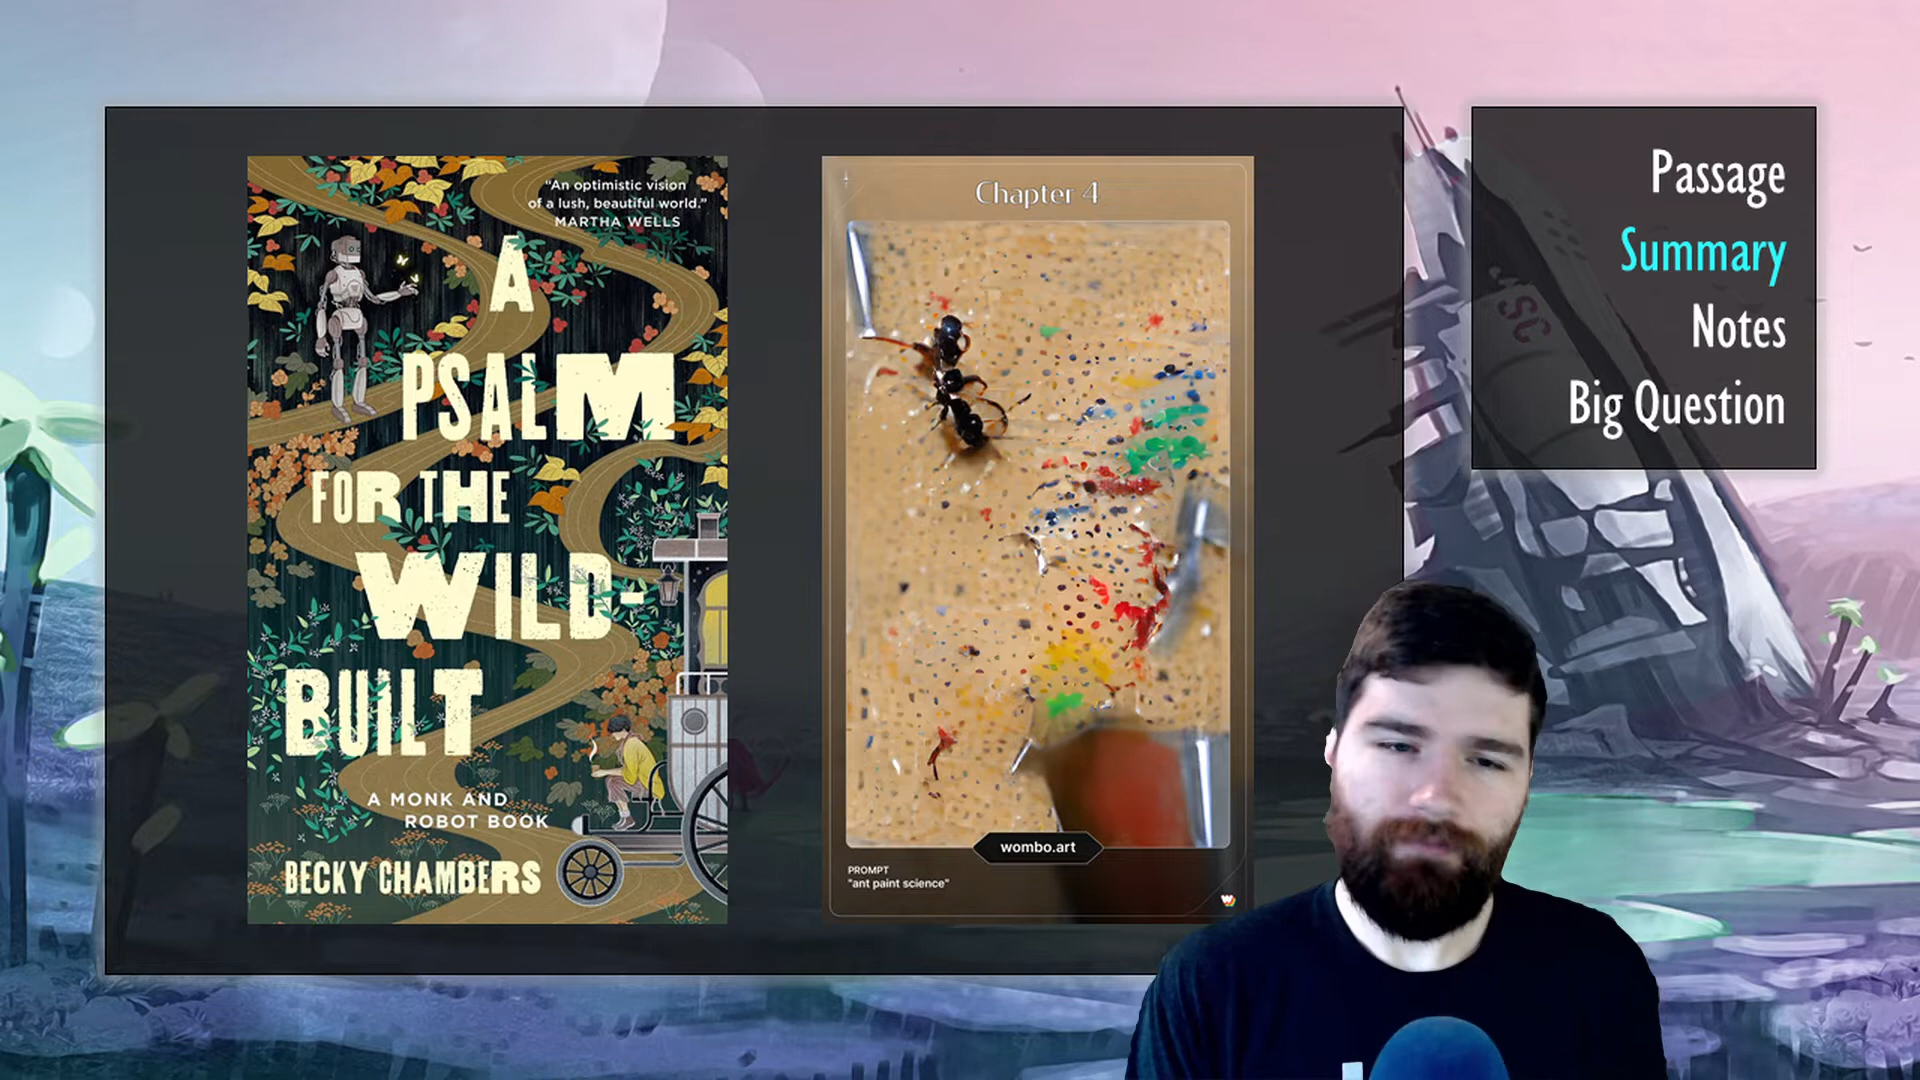 "An optimistic vision
of a lush, beautiful world."
MARTHA WELLS
A
PSALM
FOR THE
WILD-
BUILT
A MONK AND
ROBOT BOOK
BECKY CHAMBERS
Chapter 4
wombo.art
PROMPT
"ant paint science"
Passage
Summary
Notes
Big Question
SC